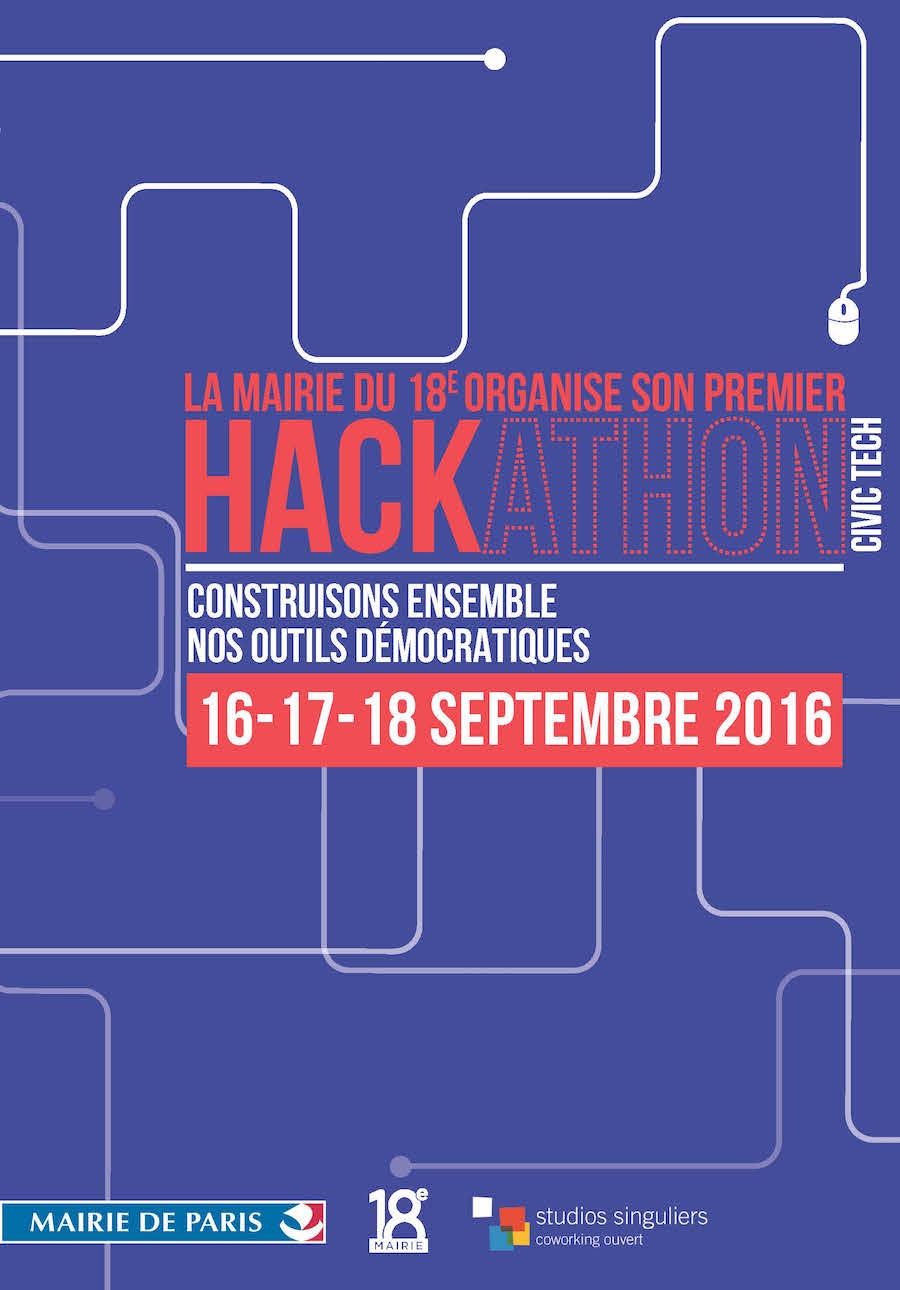 LA MAIRIE DU 18E ORGANISE SON PREMIER
HACKATHON
CIVIC TECH
CONSTRUISONS ENSEMBLE
NOS OUTILS DÉMOCRATIQUES
16-17-18 SEPTEMBRE 2016
MAIRIE DE PARIS
18e
MAIRIE
studios singuliers
coworking ouvert